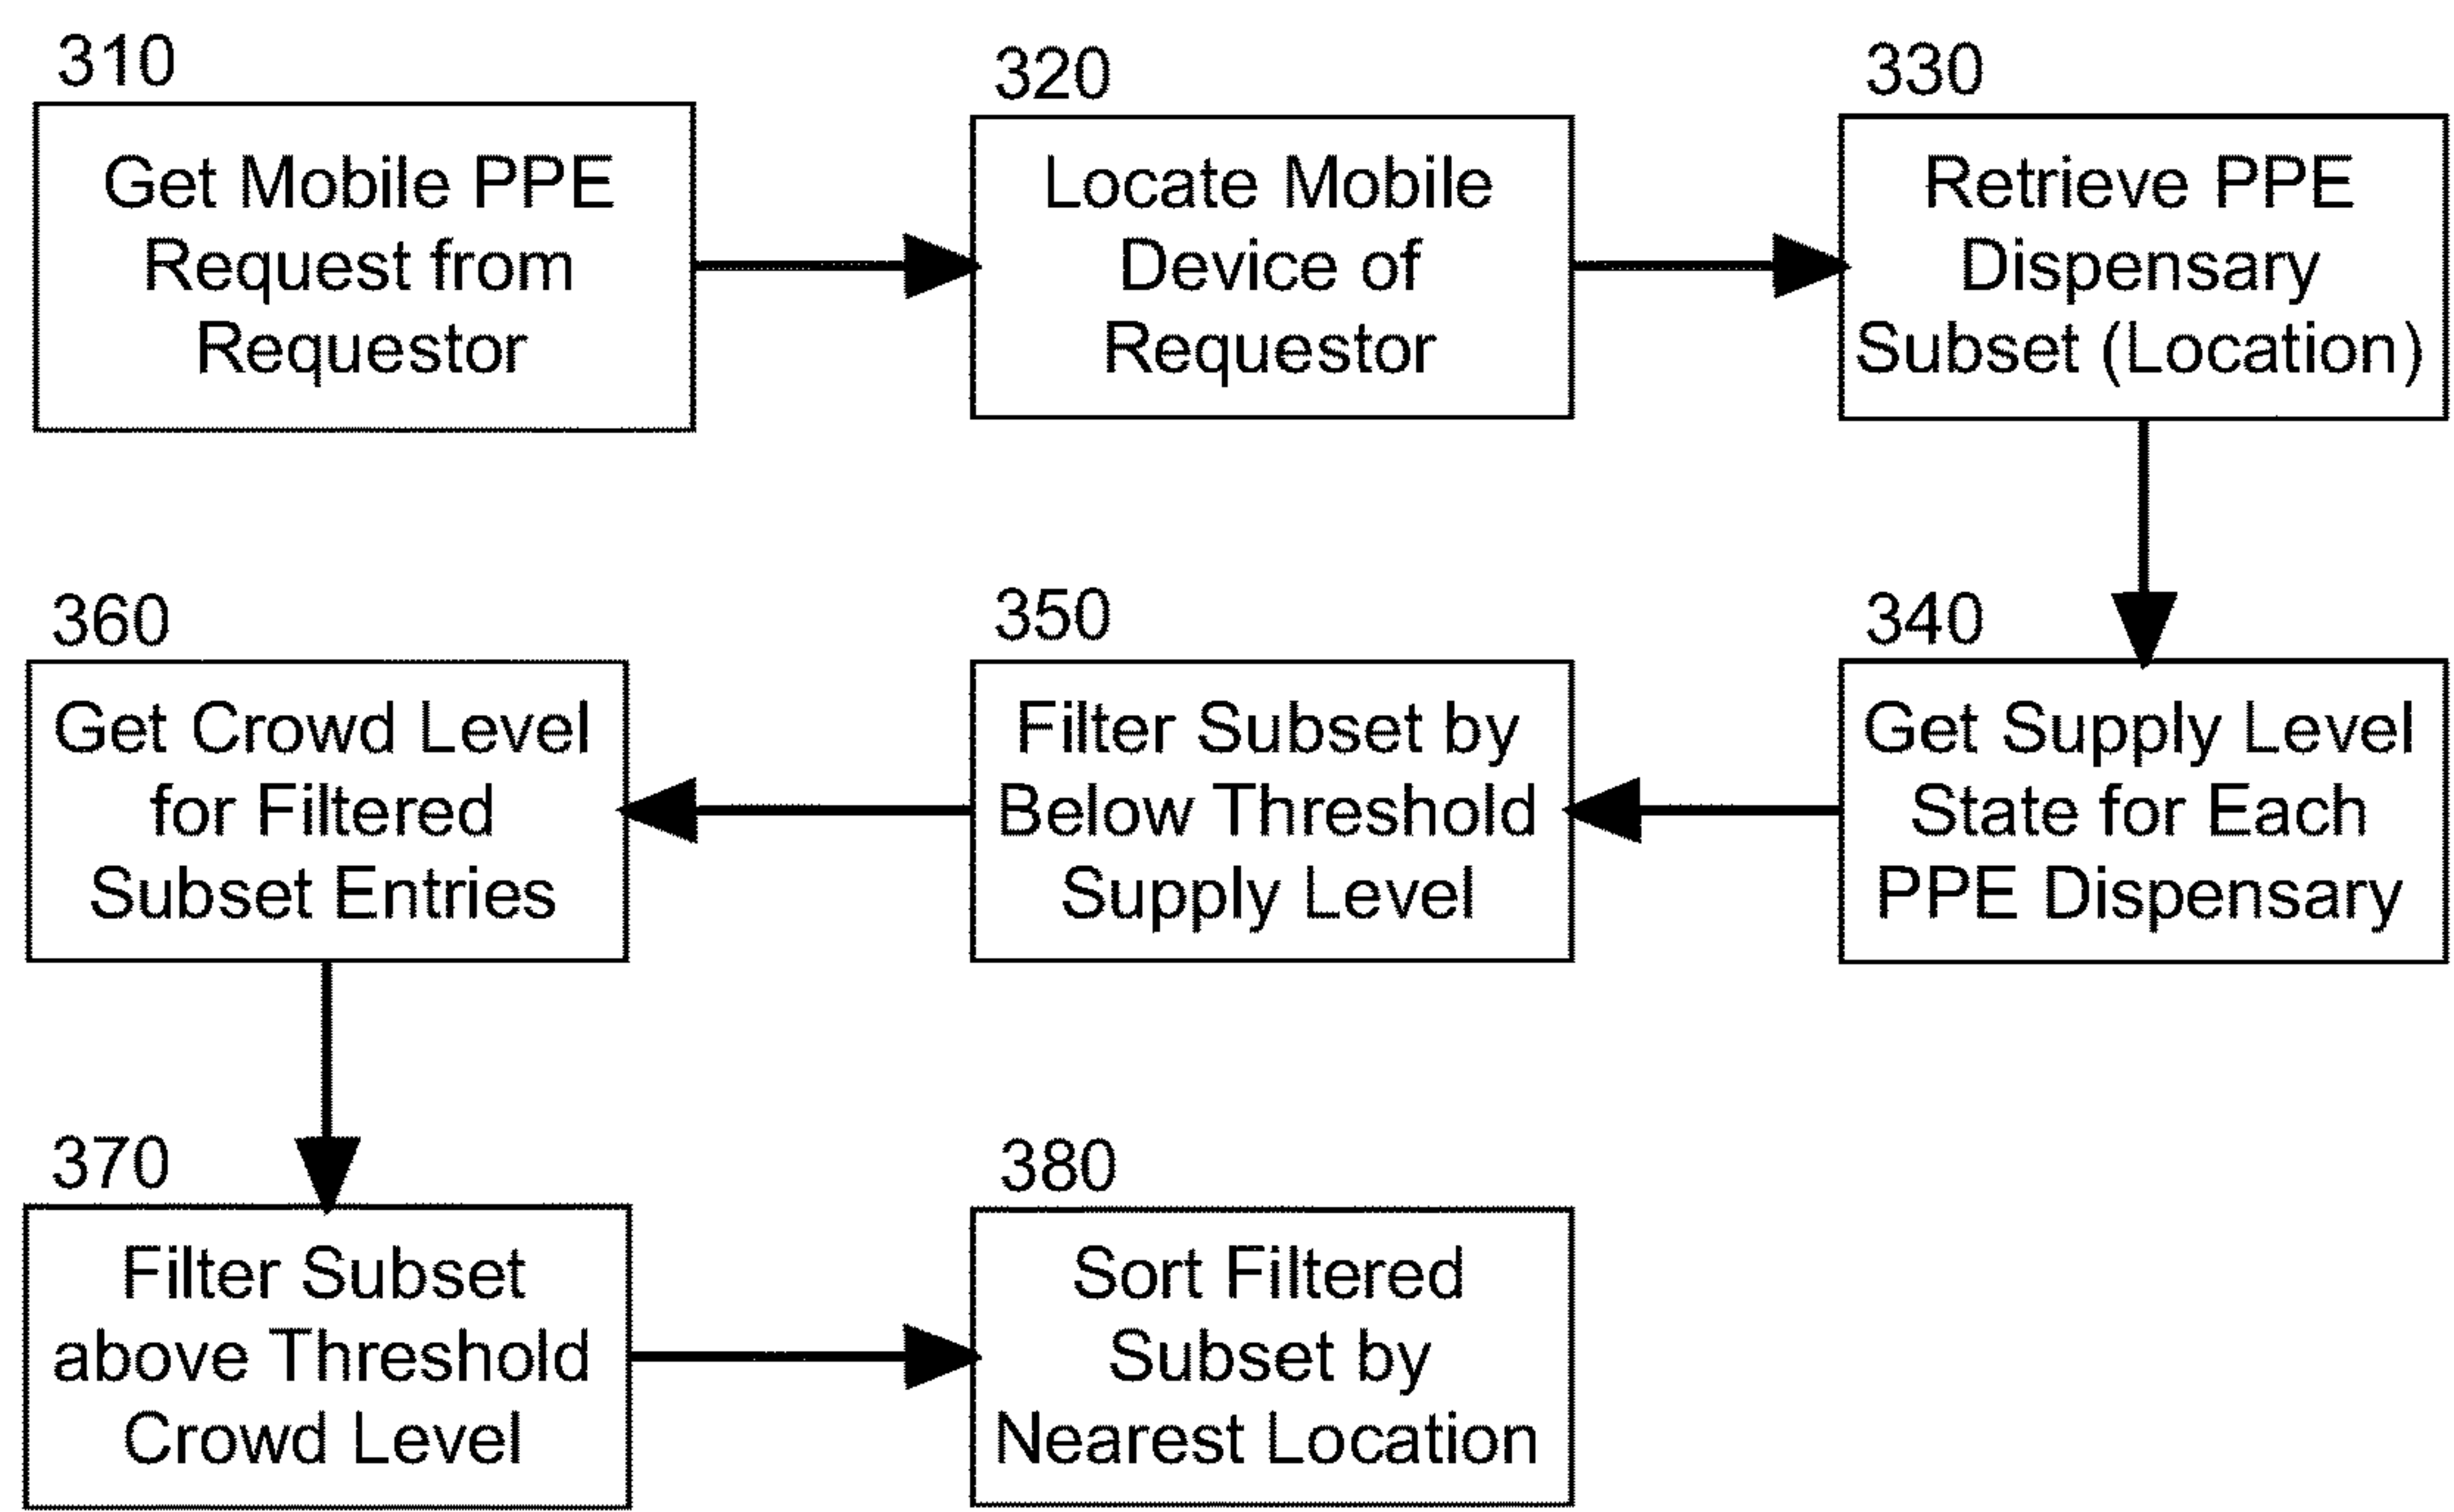 310
Get Mobile PPE
Request from
Requestor
320
Locate Mobile
Device of
Requestor
330
Retrieve PPE
Dispensary
Subset (Location)
340
Get Supply Level
State for Each
PPE Dispensary
350
Filter Subset by
Below Threshold
Supply Level
360
Get Crowd Level
for Filtered
Subset Entries
370
Filter Subset
above Threshold
Crowd Level
380
Sort Filtered
Subset by
Nearest Location